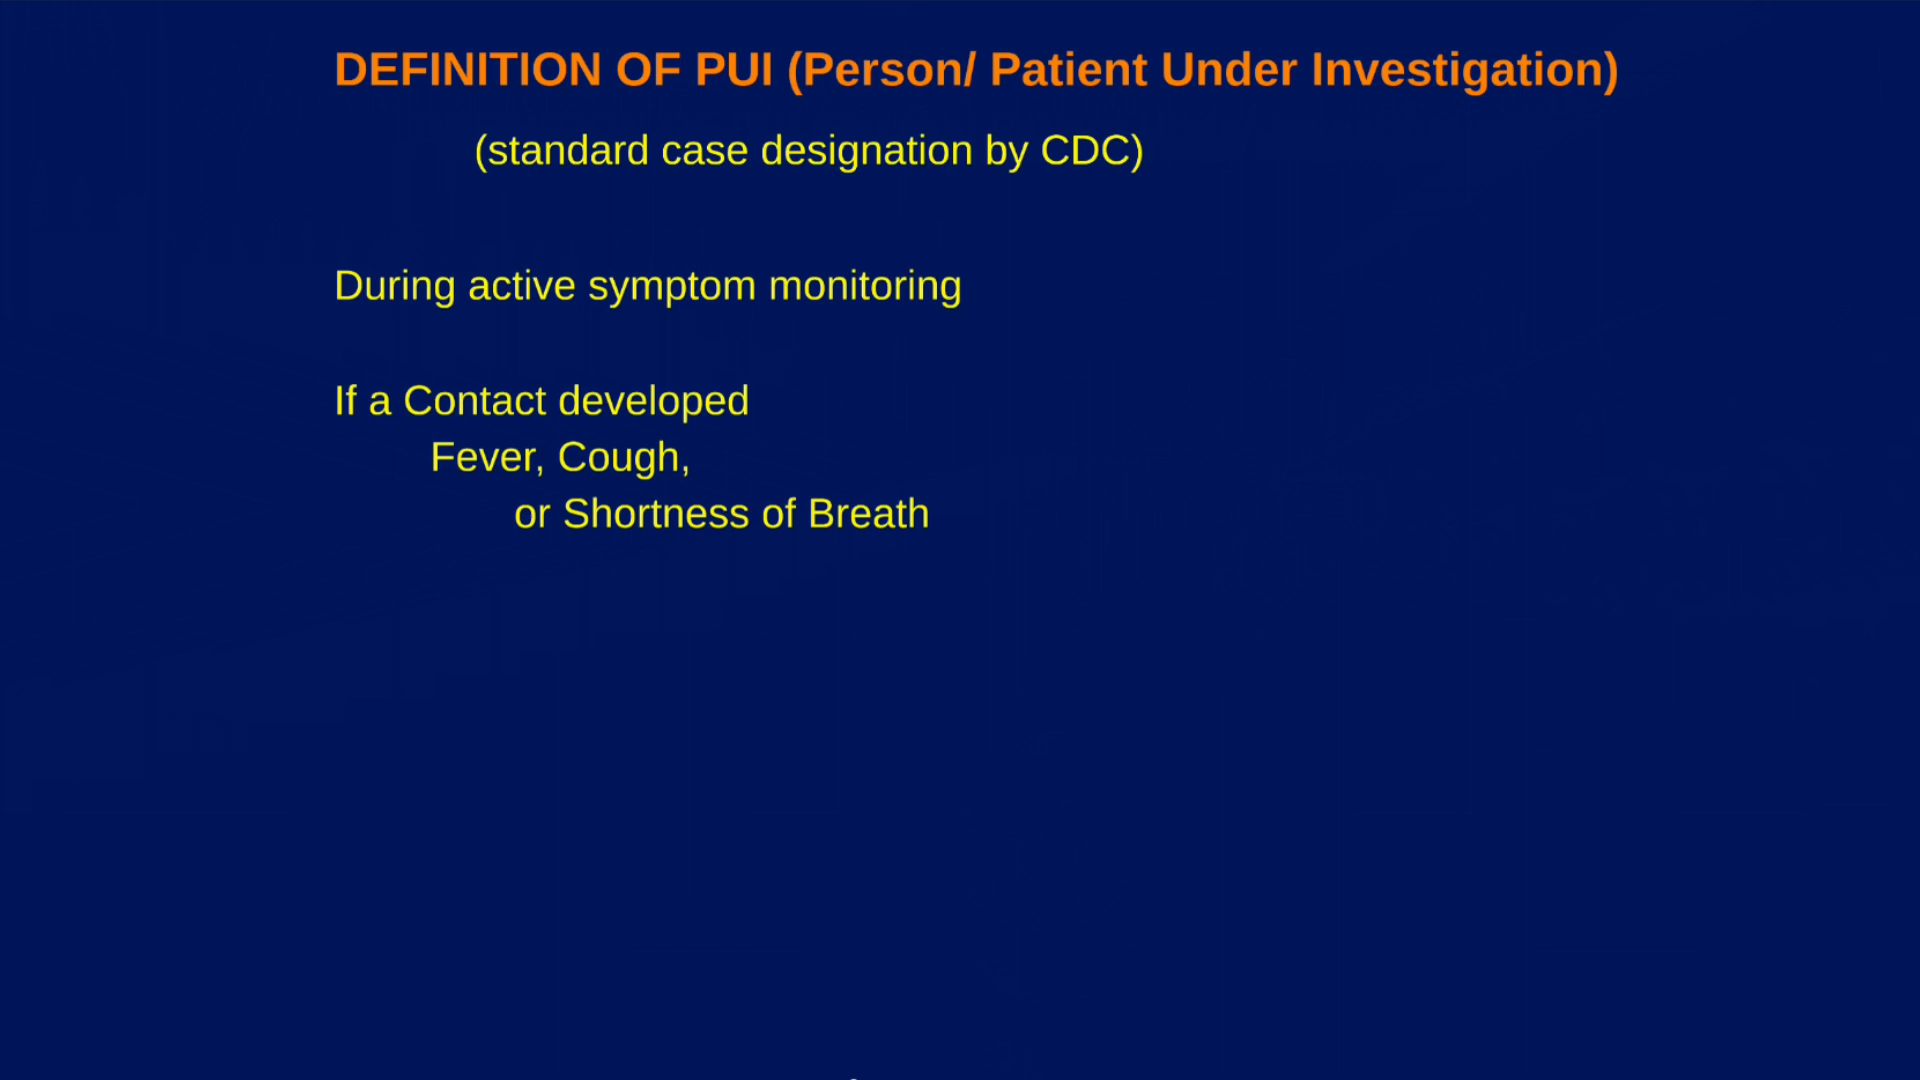 DEFINITION OF PUI (Person/ Patient Under Investigation)
(standard case designation by CDC)
During active symptom monitoring
If a Contact developed
Fever, Cough,
or Shortness of Breath